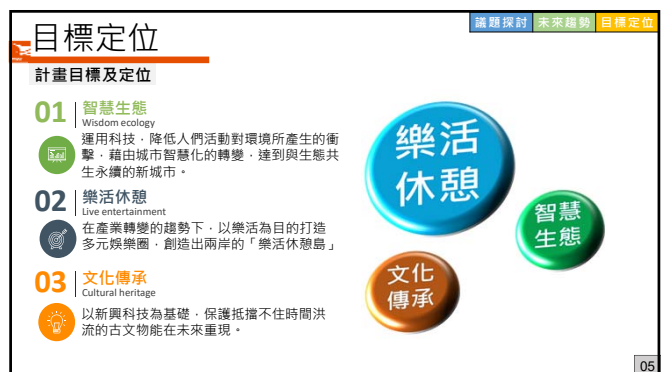 議題探討 未來趨勢 目標定位
目標定位
計畫目標及定位
01 智慧生態
Wisdom ecology
運用科技，降低人們活動對環境所產生的衝
擊，藉由城市智慧化的轉變，達到與生態共
生永續的新城市。
02 樂活休憩
Live entertainment
在產業轉變的趨勢下，以樂活為目的打造
多元娛樂圈，創造出兩岸的「樂活休憩島」
03 文化傳承
Cultural heritage
以新興科技為基礎，保護抵擋不住時間洪
流的古文物能在未來重現。
樂活
休憩
智慧
生態
文化
傳承
05